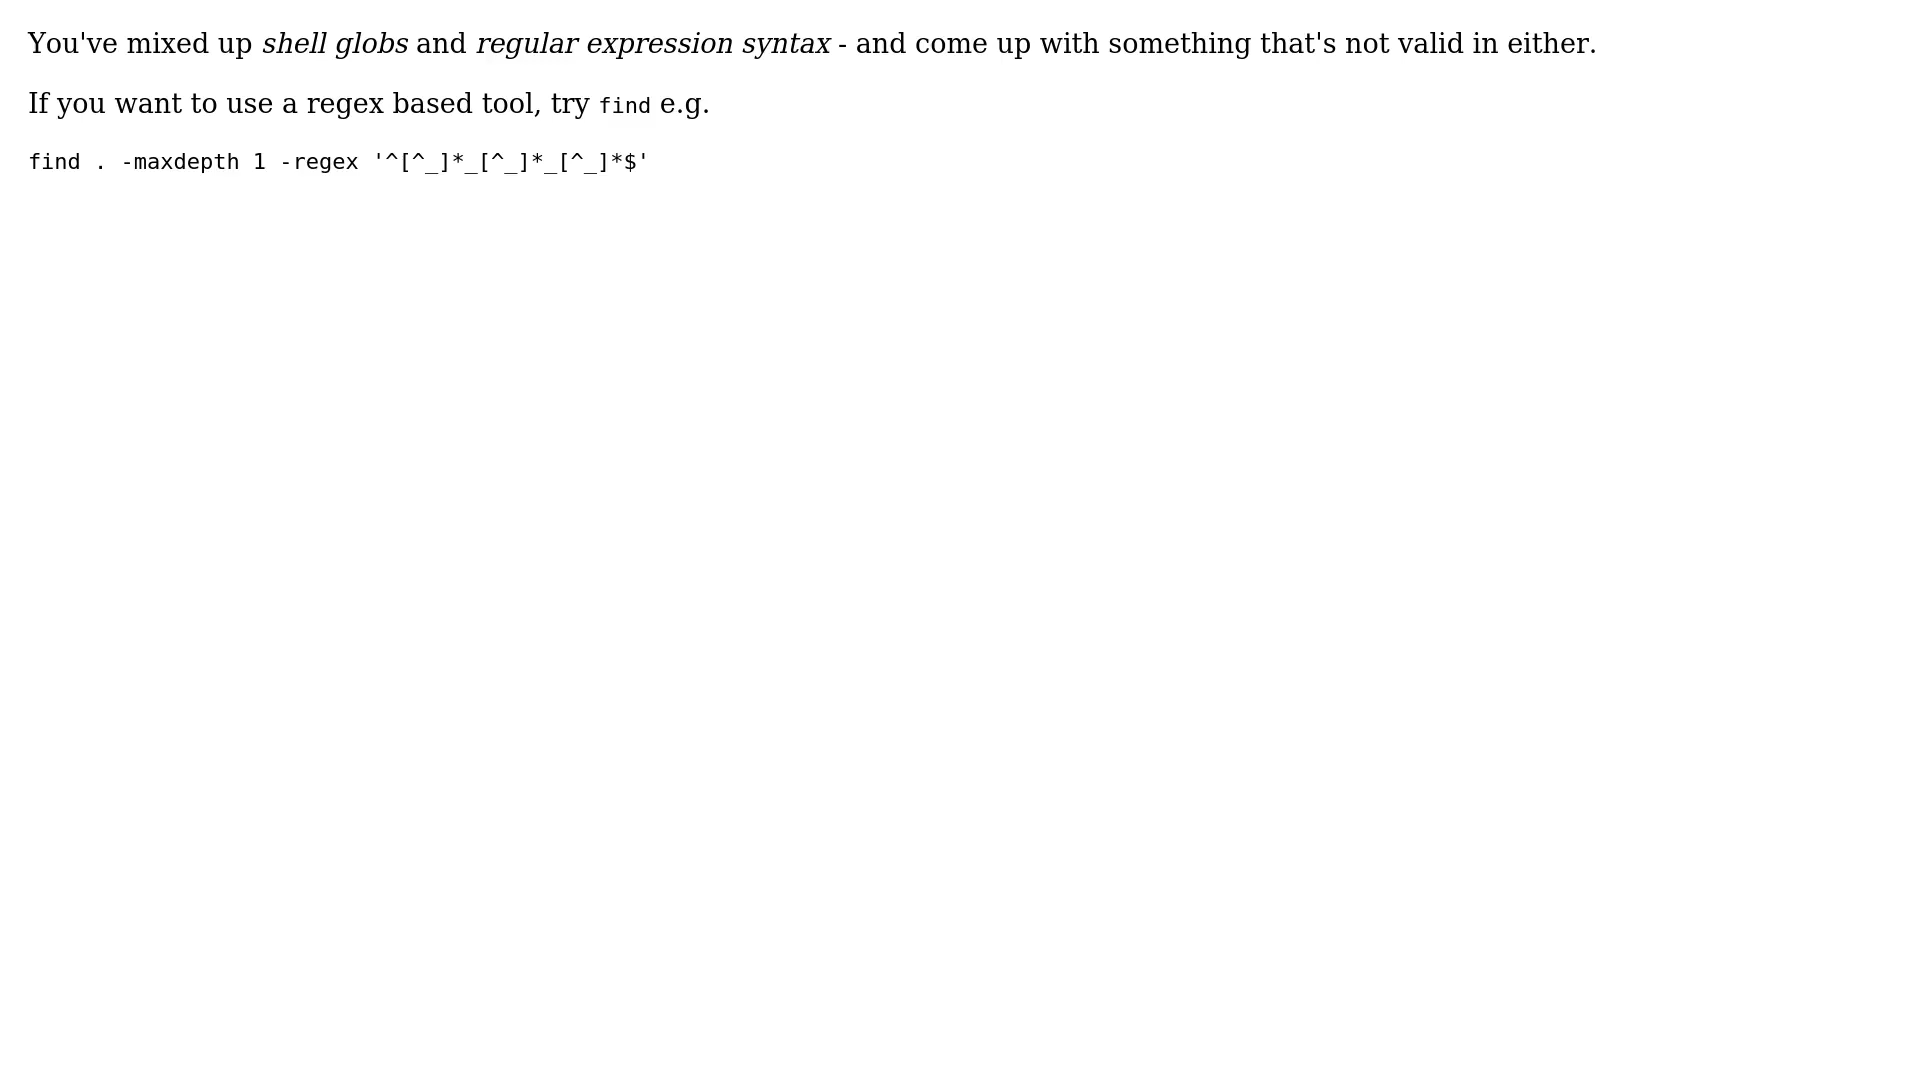 You've mixed up shell globs and regular expression syntax - and come up with something that's not valid in either.
If you want to use a regex based tool, try find e.g.
find . -maxdepth 1 -regex '^[^_]*_[^_]*_[^_]*$'